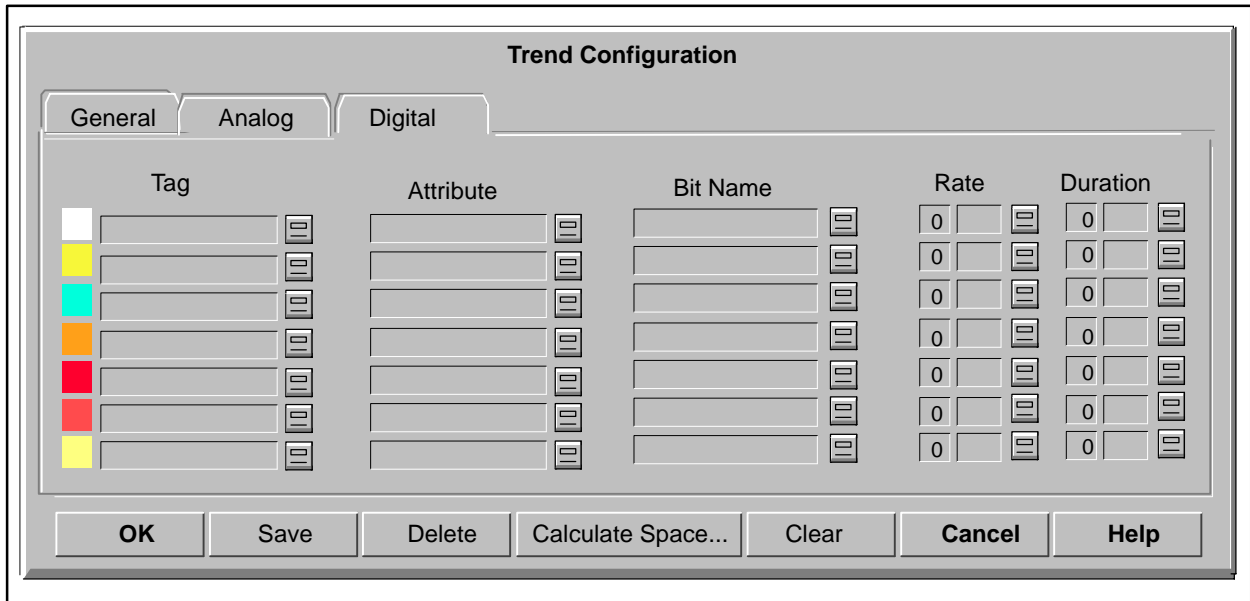 Trend Configuration
General Analog Digital
Tag Attribute Bit Name Rate Duration
0 0
0 0
0 0
0 0
0 0
0 0
0 0
OK Save Delete Calculate Space... Clear Cancel Help